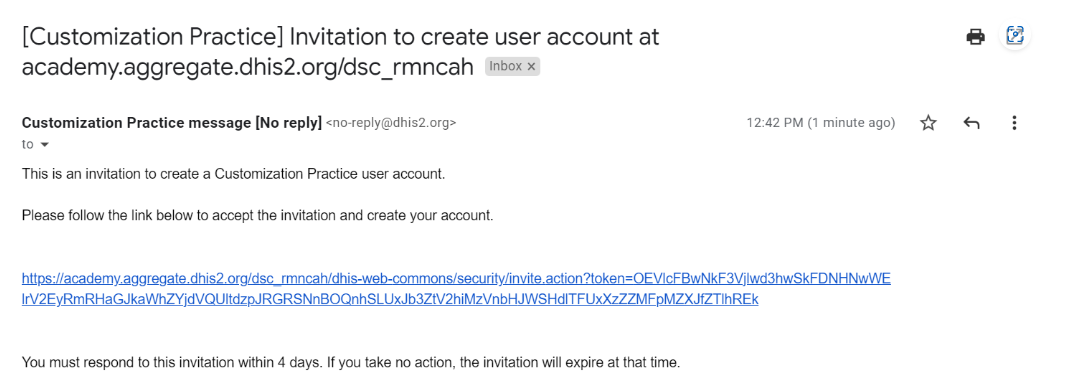 [Customization Practice] Invitation to create user account at
academy.aggregate.dhis2.org/dsc_rmncah Inbox ×
Customization Practice message [No reply] <no-reply@dhis2.org> 12:42 PM (1 minute ago)
to
This is an invitation to create a Customization Practice user account.
Please follow the link below to accept the invitation and create your account.
https://academy.aggregate.dhis2.org/dsc_rmncah/dhis-web-commons/security/invite.action?token=OEVlcFBwNkF3Vjlwd3hwSkFDNHNwWE
lrV2EyRmRHaGJkaWhZYjdVQUltdzpJRGRSNnBOQnhSLUxJb3ZtV2hiMzVnbHJWSHdlTFUxXzZZMFpMZXJfZTlhREk
You must respond to this invitation within 4 days. If you take no action, the invitation will expire at that time.